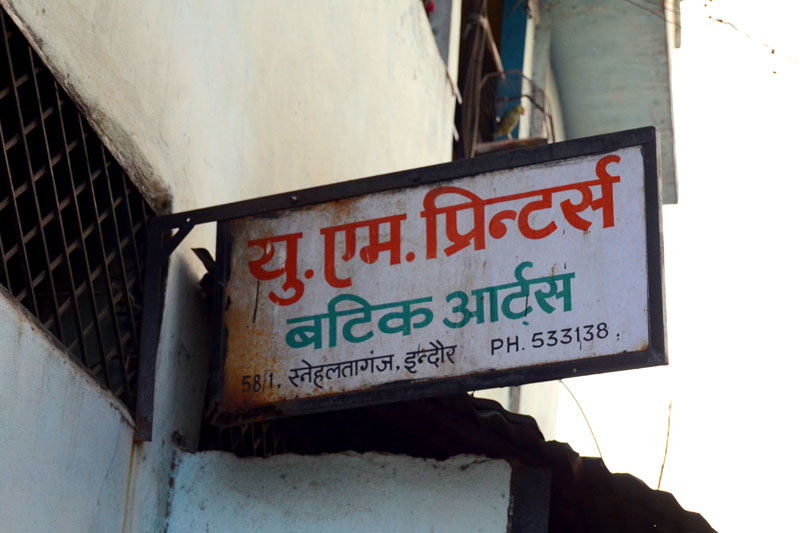 यु. एम. प्रिन्टर्स
बटिक आर्ट्स
58/1, स्नेहलतागंज, इन्दौर PH. 533138